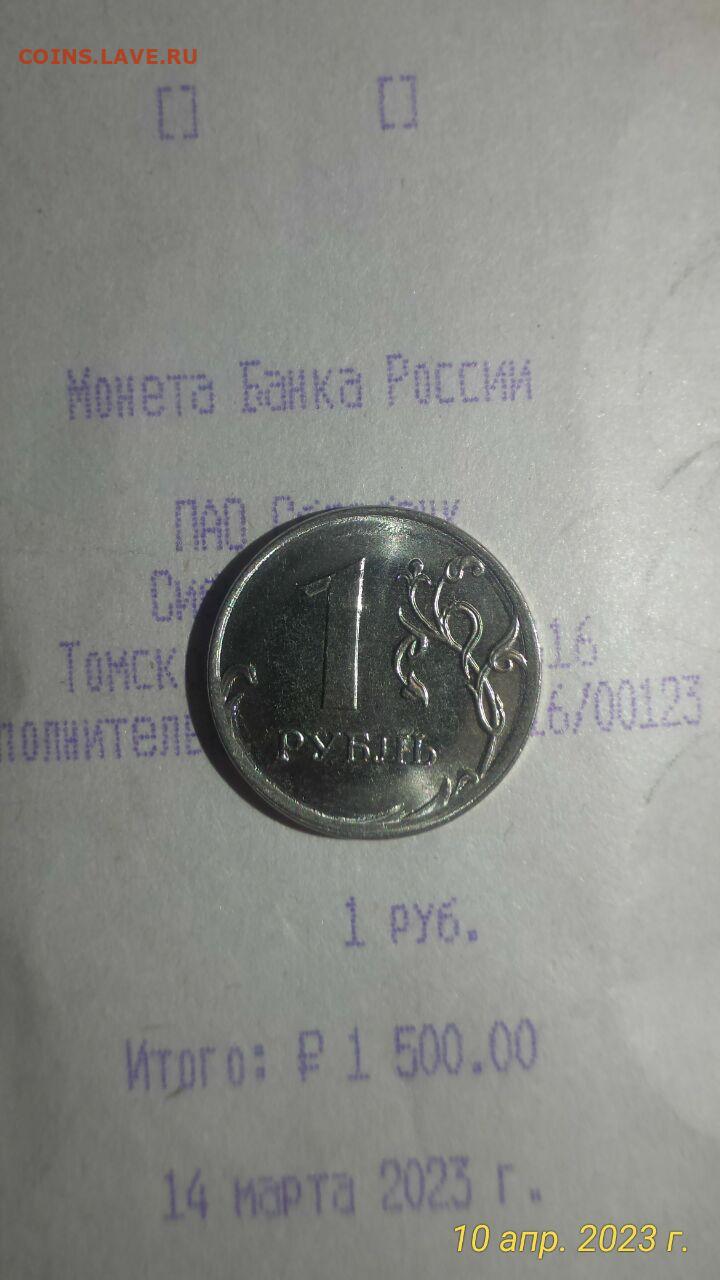 COINS.LAVE.RU
[] []
Монета Банка России
ПАО
1
Томск 16
полнителе 16/00123
РУБЛЬ
1 руб.
Итого: ₽ 1 500.00
14 марта 2023 г.
10 апр. 2023 г.